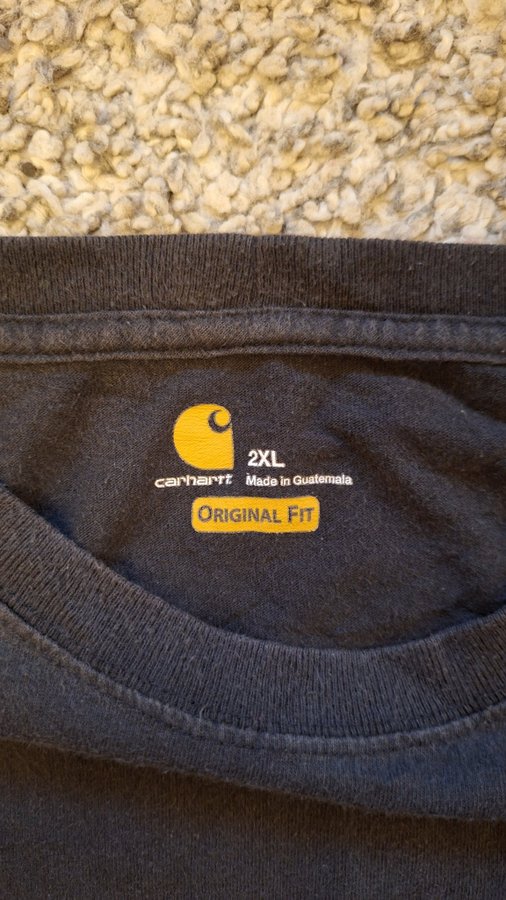 2XL
carhartt Made in Guatemala
ORIGINAL FIT